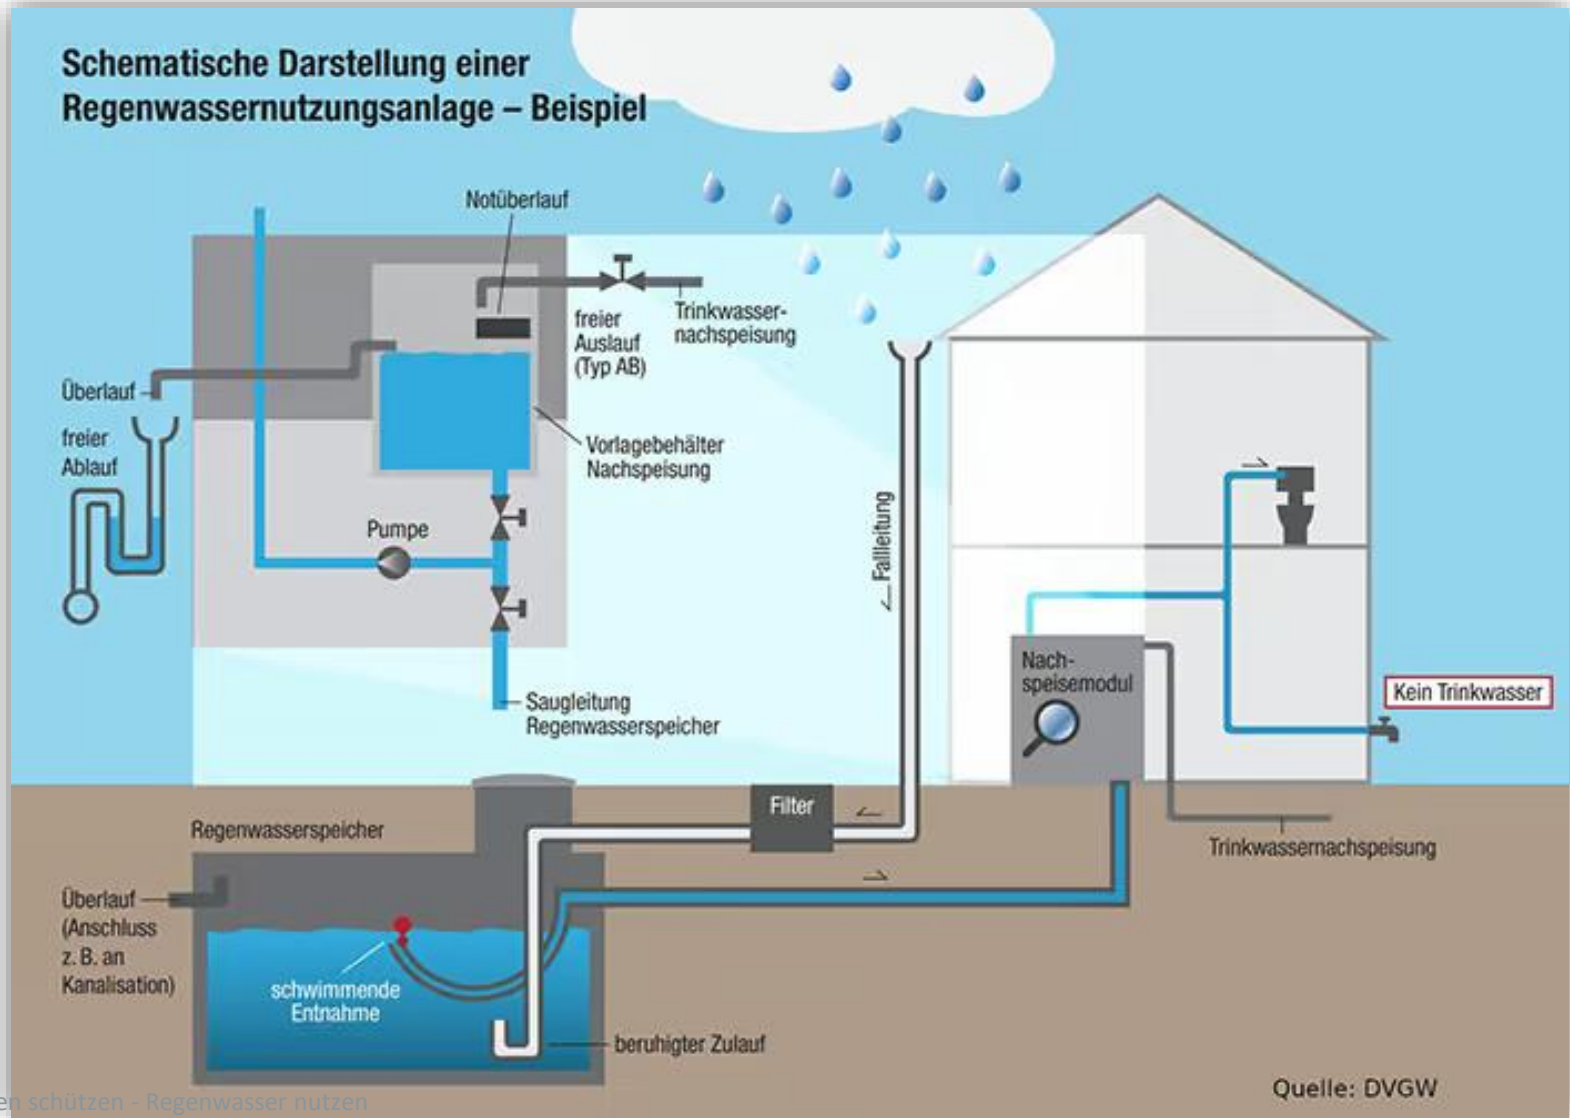 Schematische Darstellung einer
Regenwassernutzungsanlage – Beispiel
Notüberlauf
Trinkwasser-
nachspeisung
freier
Auslauf
(Typ AB)
Überlauf
freier
Ablauf
Vorlagebehälter
Nachspeisung
Pumpe
Fallleitung
Saugleitung
Regenwasserspeicher
Nach-
speisemodul
Kein Trinkwasser
Filter
Regenwasserspeicher
Trinkwassernachspeisung
Überlauf
(Anschluss
z. B. an
Kanalisation)
schwimmende
Entnahme
beruhigter Zulauf
Quelle: DVGW
en schützen - Regenwasser nutzen